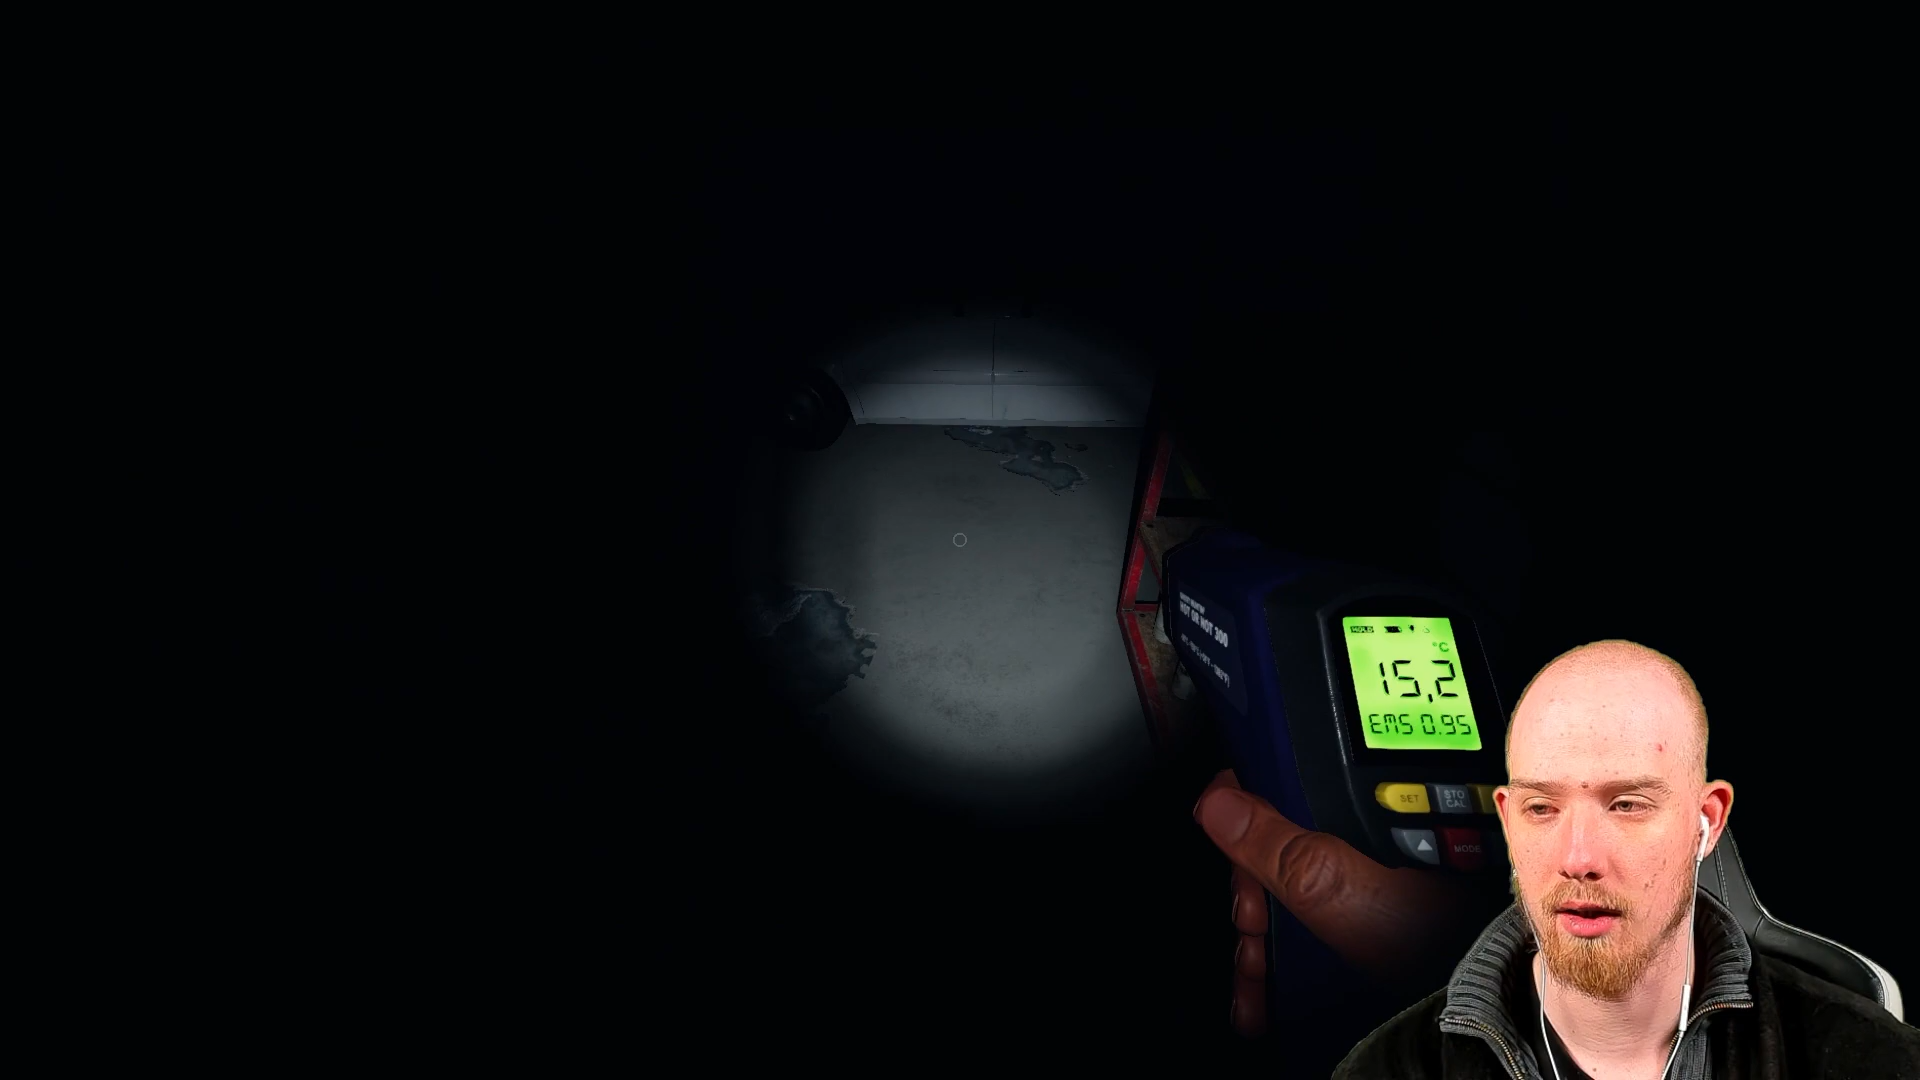 HOT OR NOT 300
HOLD
°C
15,2
EMS 0.95
SET
STO
CAL
MODE